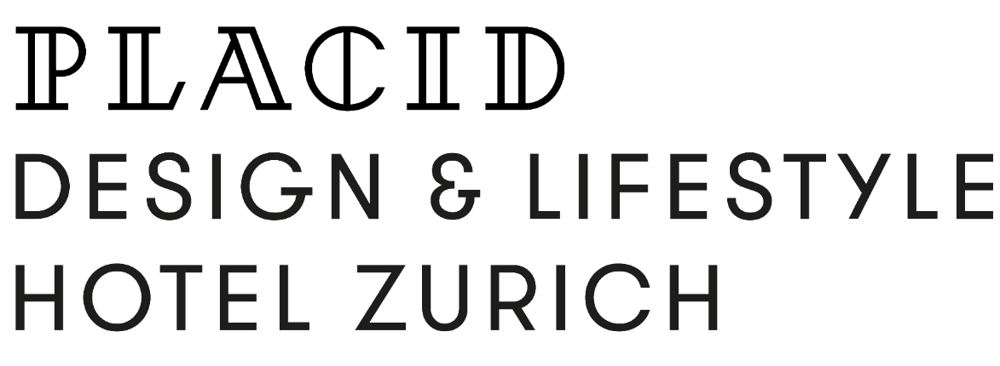 PLACID
DESIGN & LIFESTYLE
HOTEL ZURICH